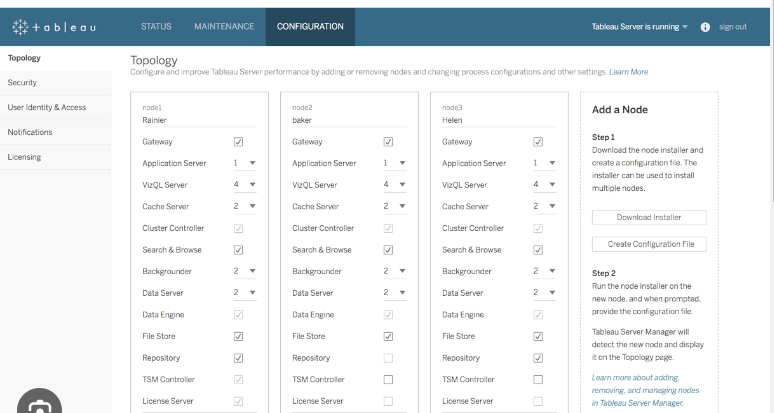 + a b | e a u
STATUS
MAINTENANCE
CONFIGURATION
Tableau Server is running
sign out
Topology
Security
User Identity & Access
Notifications
Licensing
Topology
Configure and improve Tableau Server performance by adding or removing nodes and changing process configurations and other settings. Learn More
node1
Rainier
Gateway
Application Server 1
VizQL Server 4
Cache Server 2
Cluster Controller
Search & Browse
Backgrounder 2
Data Server 2
Data Engine
File Store
Repository
TSM Controller
License Server
node2
baker
Gateway
Application Server 1
VizQL Server 4
Cache Server 2
Cluster Controller
Search & Browse
Backgrounder 2
Data Server 2
Data Engine
File Store
Repository
TSM Controller
License Server
node3
Helen
Gateway
Application Server 1
VizQL Server 4
Cache Server 2
Cluster Controller
Search & Browse
Backgrounder 2
Data Server 2
Data Engine
File Store
Repository
TSM Controller
License Server
Add a Node
Step 1
Download the node installer and
create a configuration file. The
installer can be used to install
multiple nodes.
Download Installer
Create Configuration File
Step 2
Run the node installer on the
new node, and when prompted,
provide the configuration file.
Tableau Server Manager will
detect the new node and display
it on the Topology page.
Learn more about adding,
removing, and managing nodes
in Tableau Server Manager.